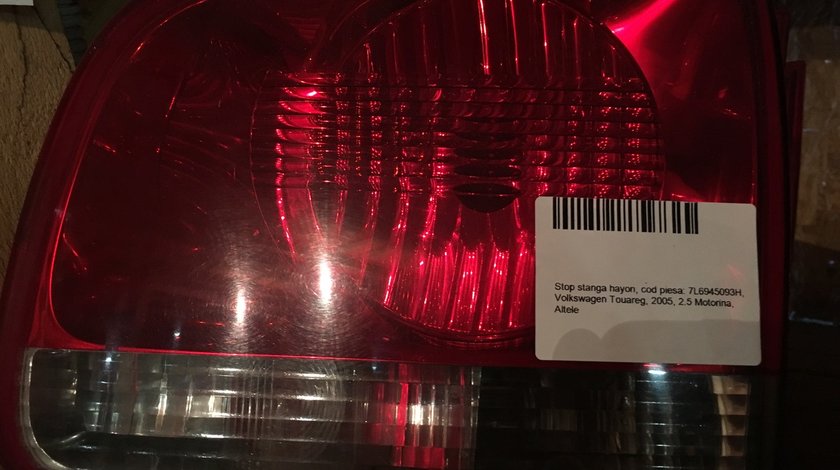 Stop stanga hayon, cod piesa: 7L6945093H,
Volkswagen Touareg, 2005, 2.5 Motorina,
Altele